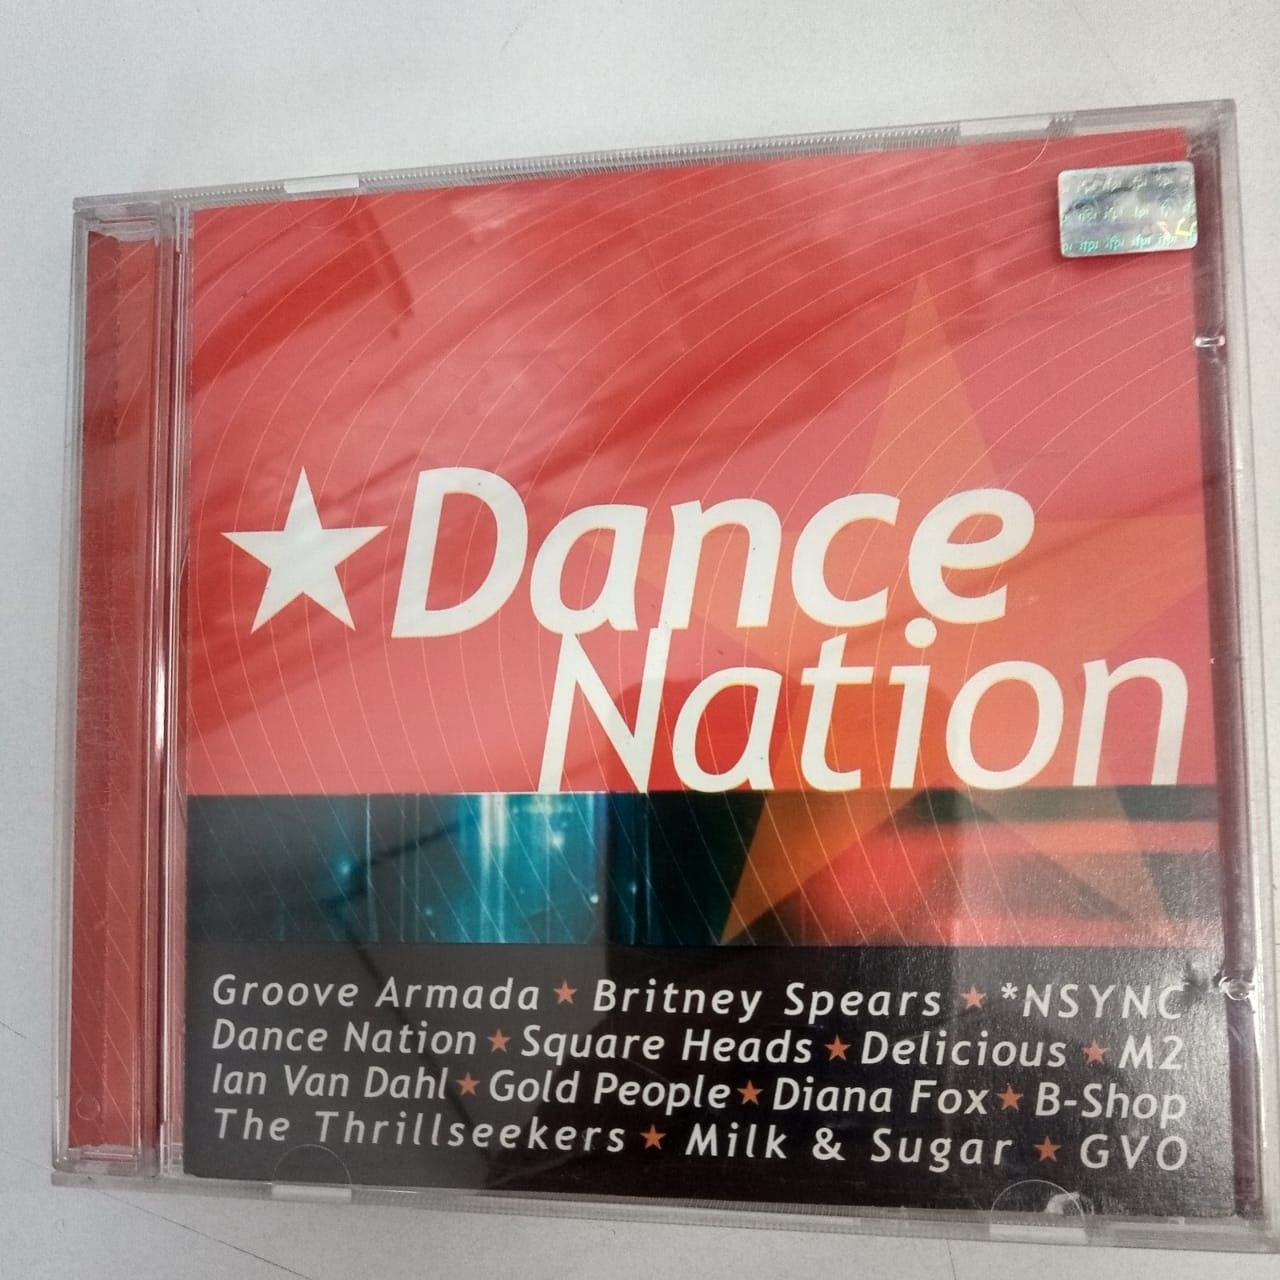 Dance
Nation
Groove Armada ★ Britney Spears ★ *NSYNC
Dance Nation ★ Square Heads ★ Delicious ★ M2
Ian Van Dahl ★ Gold People ★ Diana Fox ★ B-Shop
The Thrillseekers ★ Milk & Sugar ★ GVO